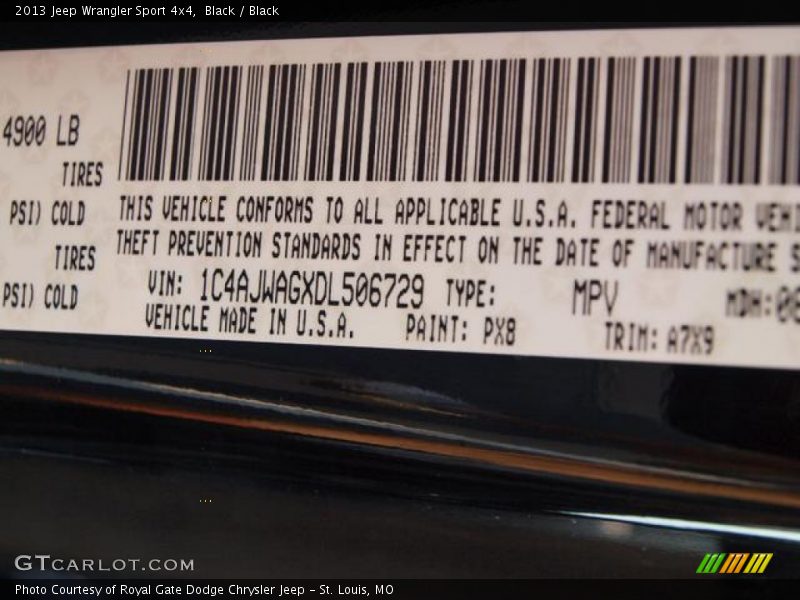 2013 Jeep Wrangler Sport 4x4, Black / Black
4900 LB
TIRES
PSI) COLD
TIRES
PSI) COLD
THIS VEHICLE CONFORMS TO ALL APPLICABLE U.S.A. FEDERAL MOTOR VEHI
THEFT PREVENTION STANDARDS IN EFFECT ON THE DATE OF MANUFACTURE S
VIN: 1C4AJWAGXDL506729 TYPE: MPV MDH:06
VEHICLE MADE IN U.S.A. PAINT: PX8 TRIM: A7X9
GTCARLOT.COM
Photo Courtesy of Royal Gate Dodge Chrysler Jeep – St. Louis, MO